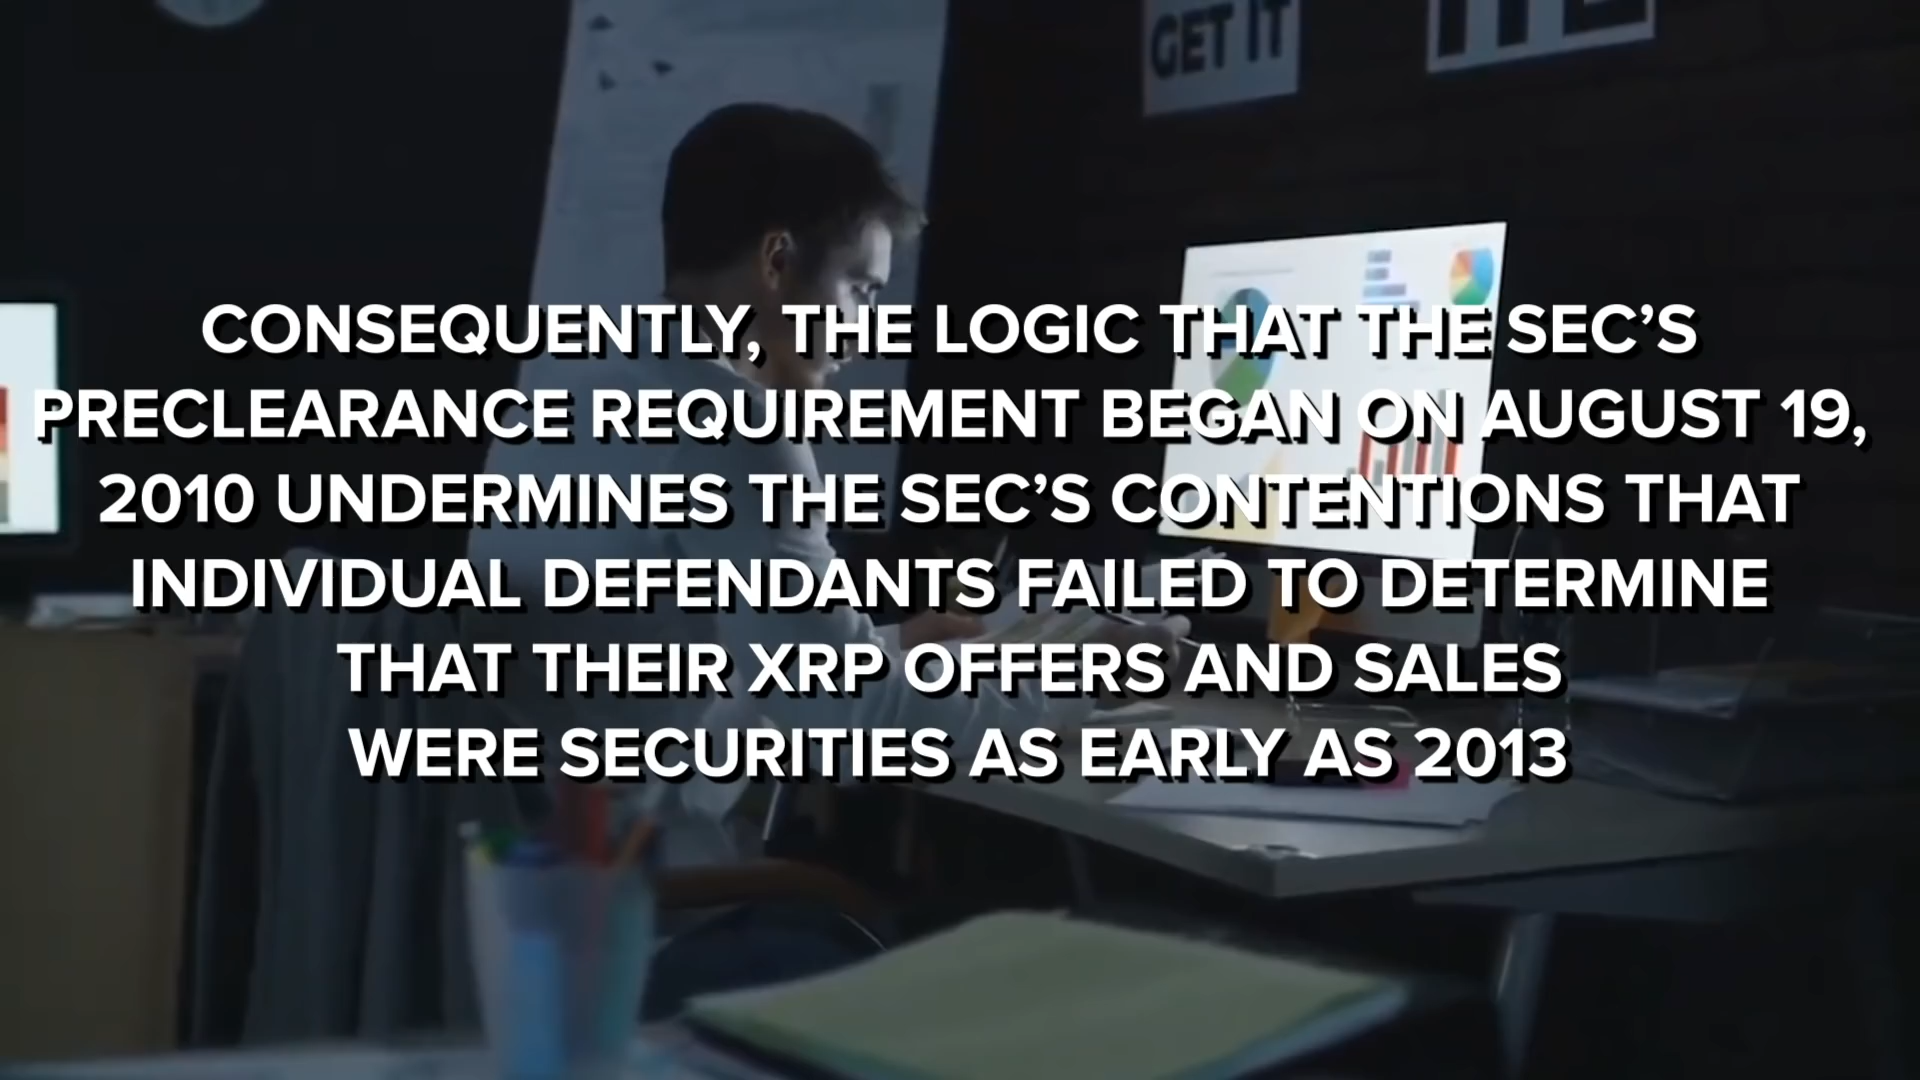 GET IT
CONSEQUENTLY, THE LOGIC THAT THE SEC’S
PRECLEARANCE REQUIREMENT BEGAN ON AUGUST 19,
2010 UNDERMINES THE SEC’S CONTENTIONS THAT
INDIVIDUAL DEFENDANTS FAILED TO DETERMINE
THAT THEIR XRP OFFERS AND SALES
WERE SECURITIES AS EARLY AS 2013